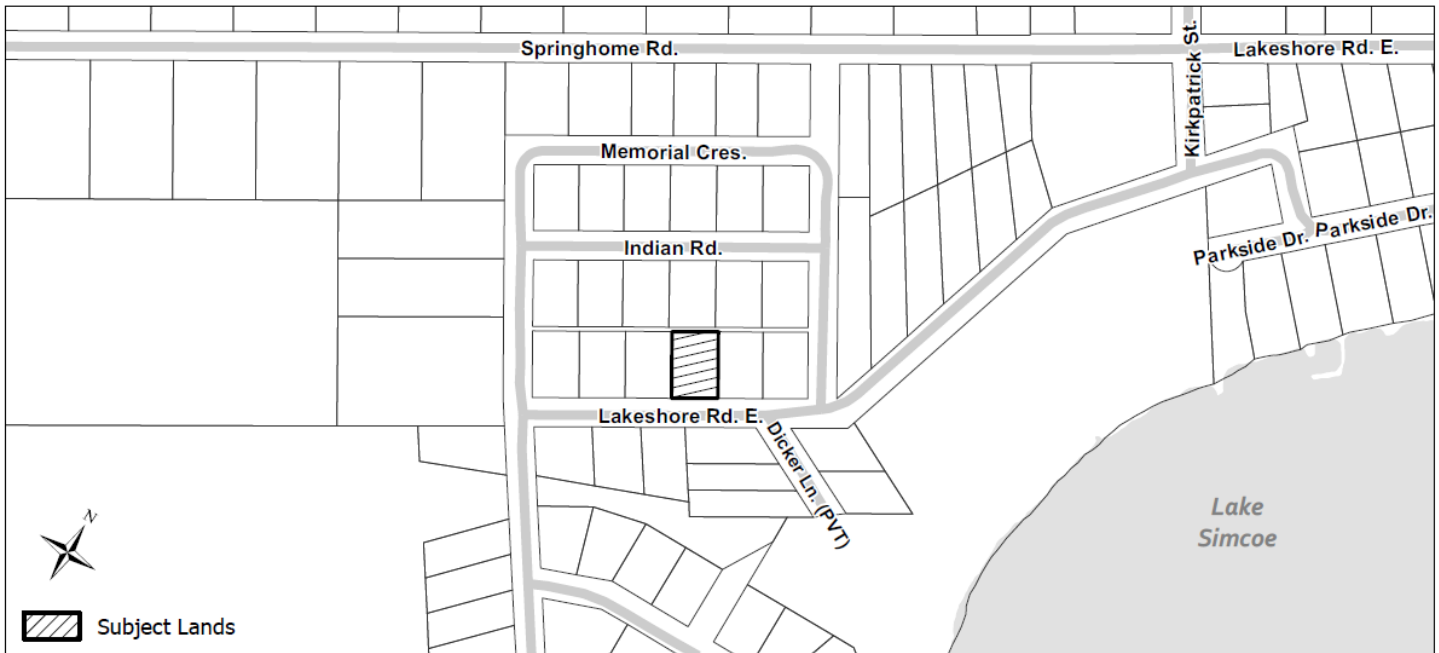 Springhome Rd.
Lakeshore Rd. E.
Kirkpatrick St.
Memorial Cres.
Indian Rd.
Parkside Dr.
Parkside Dr.
Lakeshore Rd. E.
Dicker Ln. (PVT)
Lake
Simcoe
N
Subject Lands